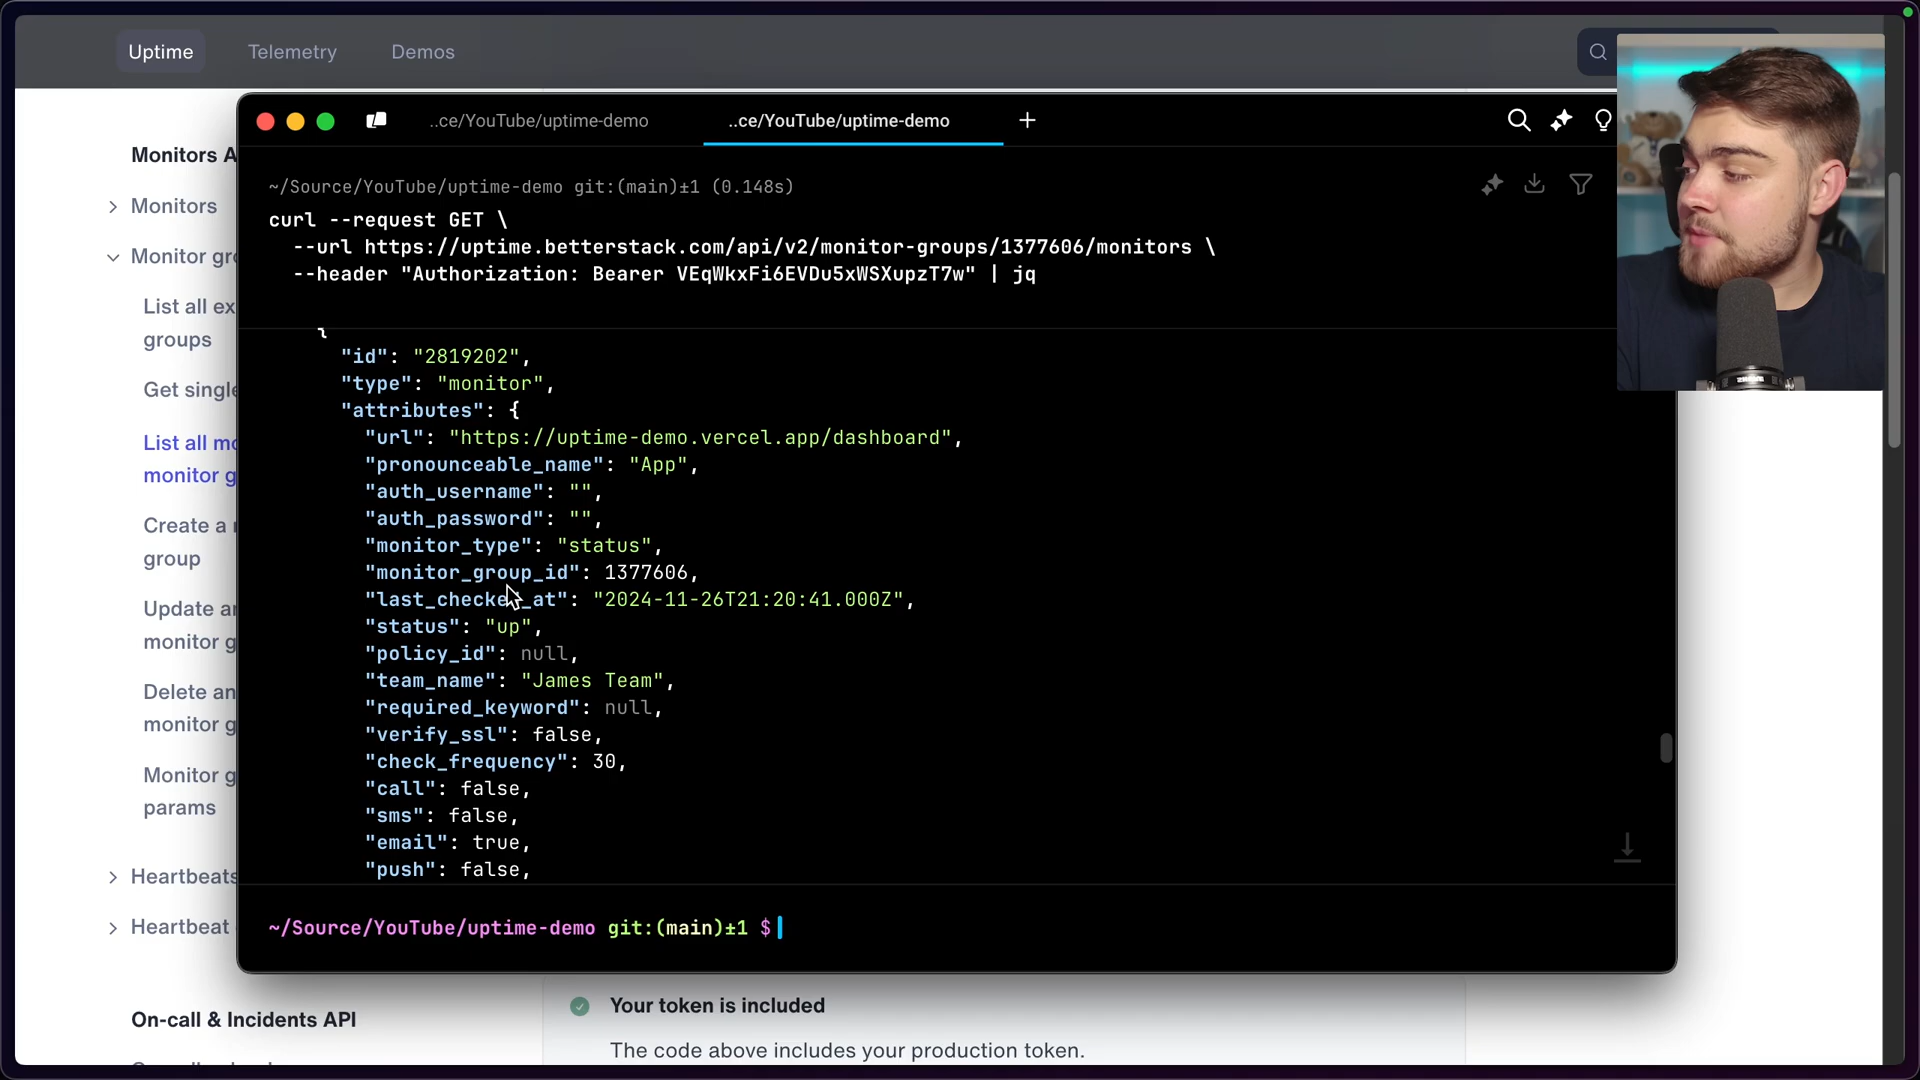 Uptime
Telemetry
Demos
..ce/YouTube/uptime-demo
..ce/YouTube/uptime-demo
Monitors A
Monitors
Monitor gr
List all ex
groups
Get single
List all mo
monitor g
Create a
group
Update a
monitor g
Delete an
monitor g
Monitor g
params
Heartbeats
Heartbeat
On-call & Incidents API
~/Source/YouTube/uptime-demo git:(main)±1 (0.148s)
curl --request GET \
--url https://uptime.betterstack.com/api/v2/monitor-groups/1377606/monitors \
--header "Authorization: Bearer VEqWkxFi6EVDu5xWSXupzT7w" | jq
{
"id": "2819202",
"type": "monitor",
"attributes": {
"url": "https://uptime-demo.vercel.app/dashboard",
"pronounceable_name": "App",
"auth_username": "",
"auth_password": "",
"monitor_type": "status",
"monitor_group_id": 1377606,
"last_checked_at": "2024-11-26T21:20:41.000Z",
"status": "up",
"policy_id": null,
"team_name": "James Team",
"required_keyword": null,
"verify_ssl": false,
"check_frequency": 30,
"call": false,
"sms": false,
"email": true,
"push": false,
~/Source/YouTube/uptime-demo git:(main)±1 $
Your token is included
The code above includes your production token.